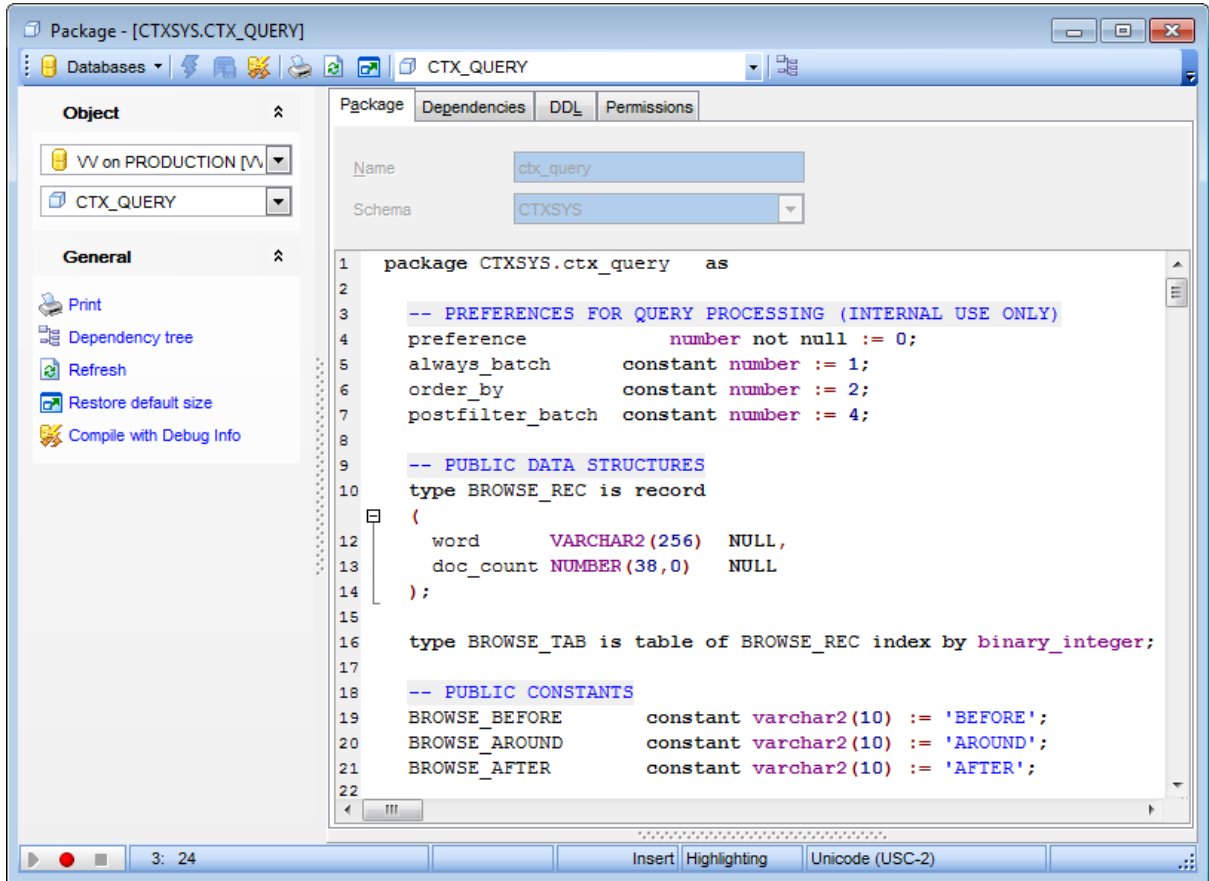 Package - [CTXSYS.CTX_QUERY]
Databases
CTX_QUERY
Object
VV on PRODUCTION [VV
CTX_QUERY
General
Print
Dependency tree
Refresh
Restore default size
Compile with Debug Info
Package Dependencies DDL Permissions
Name ctx_query
Schema CTXSYS
1 package CTXSYS.ctx_query as
2
3 -- PREFERENCES FOR QUERY PROCESSING (INTERNAL USE ONLY)
4 preference number not null := 0;
5 always_batch constant number := 1;
6 order_by constant number := 2;
7 postfilter_batch constant number := 4;
8
9 -- PUBLIC DATA STRUCTURES
10 type BROWSE_REC is record
(
12 word VARCHAR2(256) NULL,
13 doc_count NUMBER(38,0) NULL
14 );
15
16 type BROWSE_TAB is table of BROWSE_REC index by binary_integer;
17
18 -- PUBLIC CONSTANTS
19 BROWSE_BEFORE constant varchar2(10) := 'BEFORE';
20 BROWSE_AROUND constant varchar2(10) := 'AROUND';
21 BROWSE_AFTER constant varchar2(10) := 'AFTER';
22
3: 24 Insert Highlighting Unicode (USC-2)